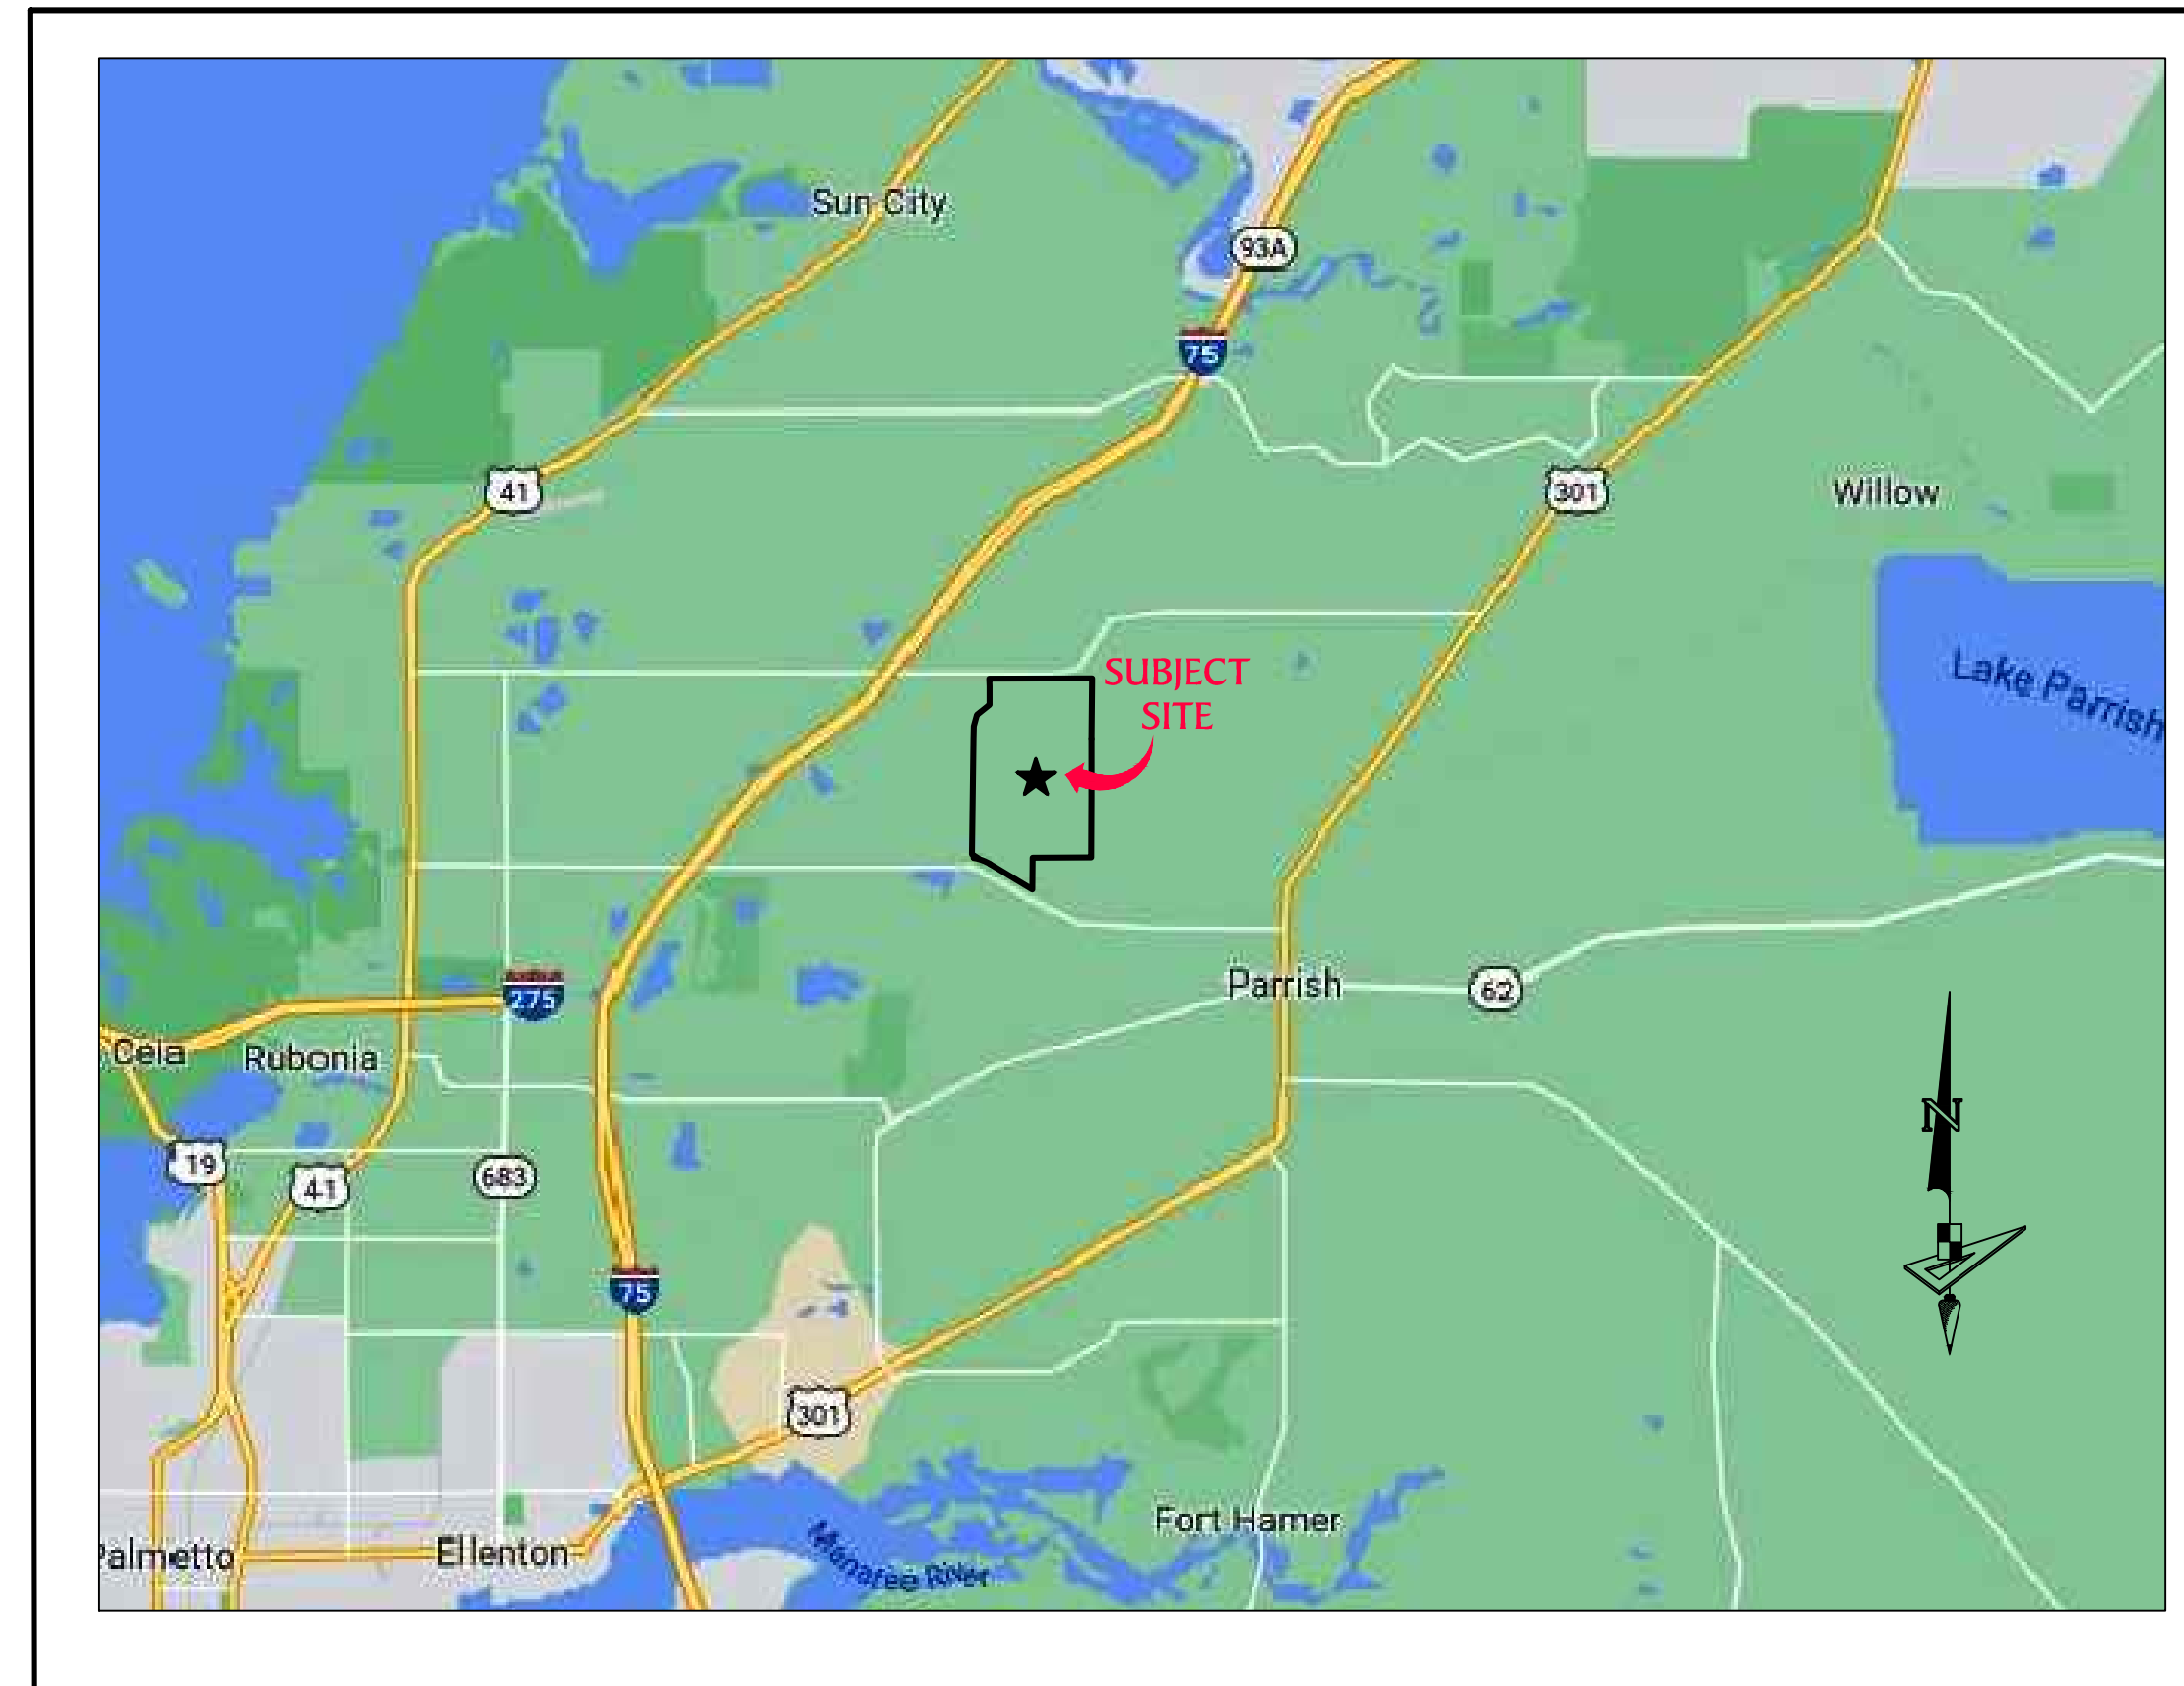 Sun City
93A
75
41
301
Willow
SUBJECT
SITE
Lake Parrish
Parrish
62
275
Ceia
Rubonia
N
19
41
683
75
301
Fort Hamer
Palmetto
Ellenton
Manatee River